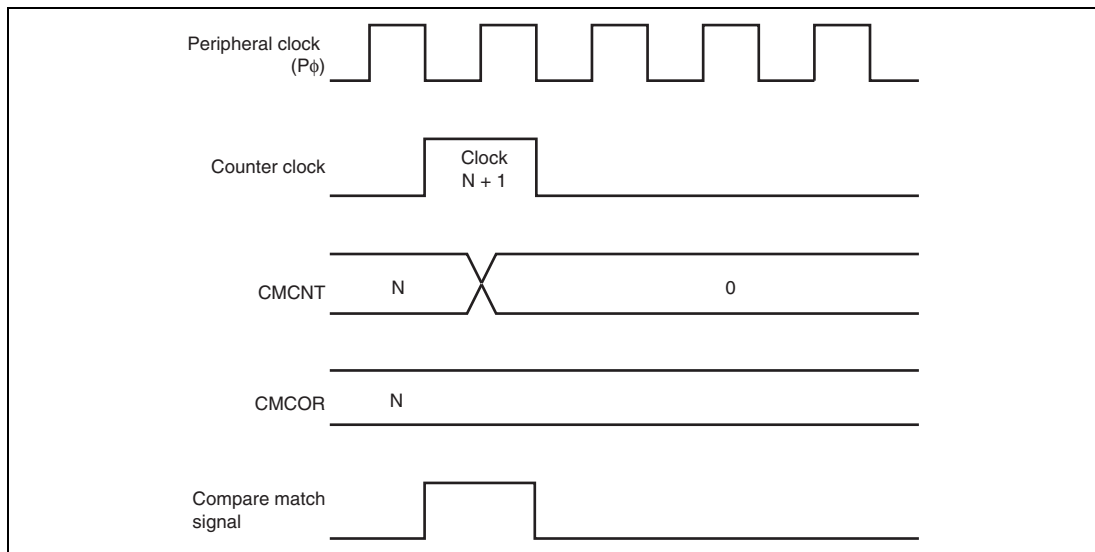 Peripheral clock
(Pϕ)
Counter clock
Clock
N + 1
CMCNT
N
0
CMCOR
N
Compare match
signal